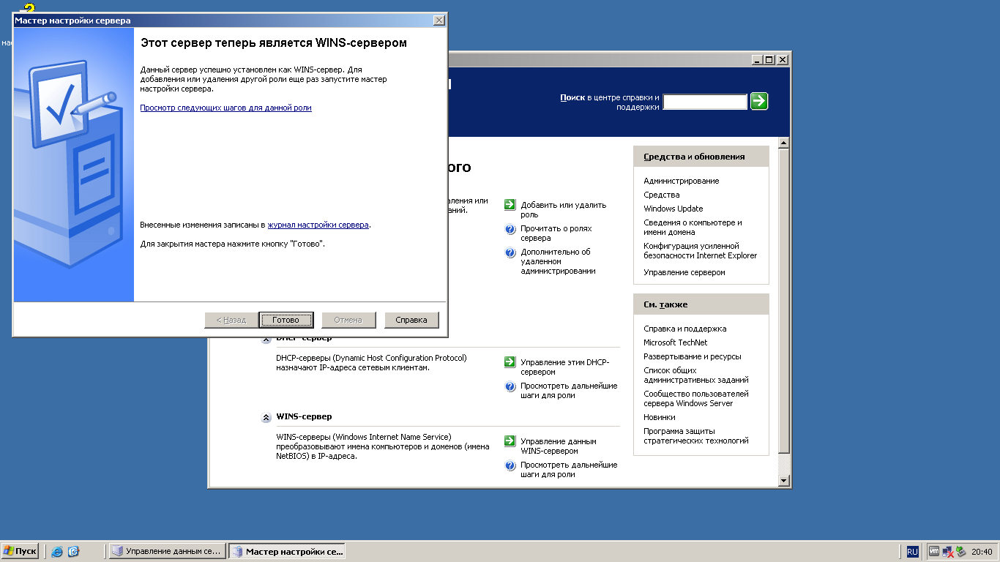 Мастер настройки сервера
Этот сервер теперь является WINS-сервером
Данный сервер успешно установлен как WINS-сервер. Для
добавления или удаления другой роли еще раз запустите мастер
настройки сервера.
Просмотр следующих шагов для данной роли
Внесенные изменения записаны в журнал настройки сервера.
Для закрытия мастера нажмите кнопку "Готово".
< Назад
Готово
Отмена
Справка
Поиск в центре справки и
поддержки
ого
Добавить или удалить
роль
Прочитать о ролях
сервера
Дополнительно об
удаленном
администрировании
DHCP-сервер
DHCP-серверы (Dynamic Host Configuration Protocol)
назначают IP-адреса сетевым клиентам.
Управление этим DHCP-
сервером
Просмотреть дальнейшие
шаги для роли
WINS-сервер
WINS-серверы (Windows Internet Name Service)
преобразовывают имена компьютеров и доменов (имена
NetBIOS) в IP-адреса.
Управление данным
WINS-сервером
Просмотреть дальнейшие
шаги для роли
Средства и обновления
Администрирование
Средства
Windows Update
Сведения о компьютере и
имени домена
Конфигурация усиленной
безопасности Internet Explorer
Управление сервером
См. также
Справка и поддержка
Microsoft TechNet
Развертывание и ресурсы
Список общих
административных заданий
Сообщество пользователей
сервера Windows Server
Новинки
Программа защиты
стратегических технологий
Пуск
Управление данным се...
Мастер настройки се...
RU
vm
20:40